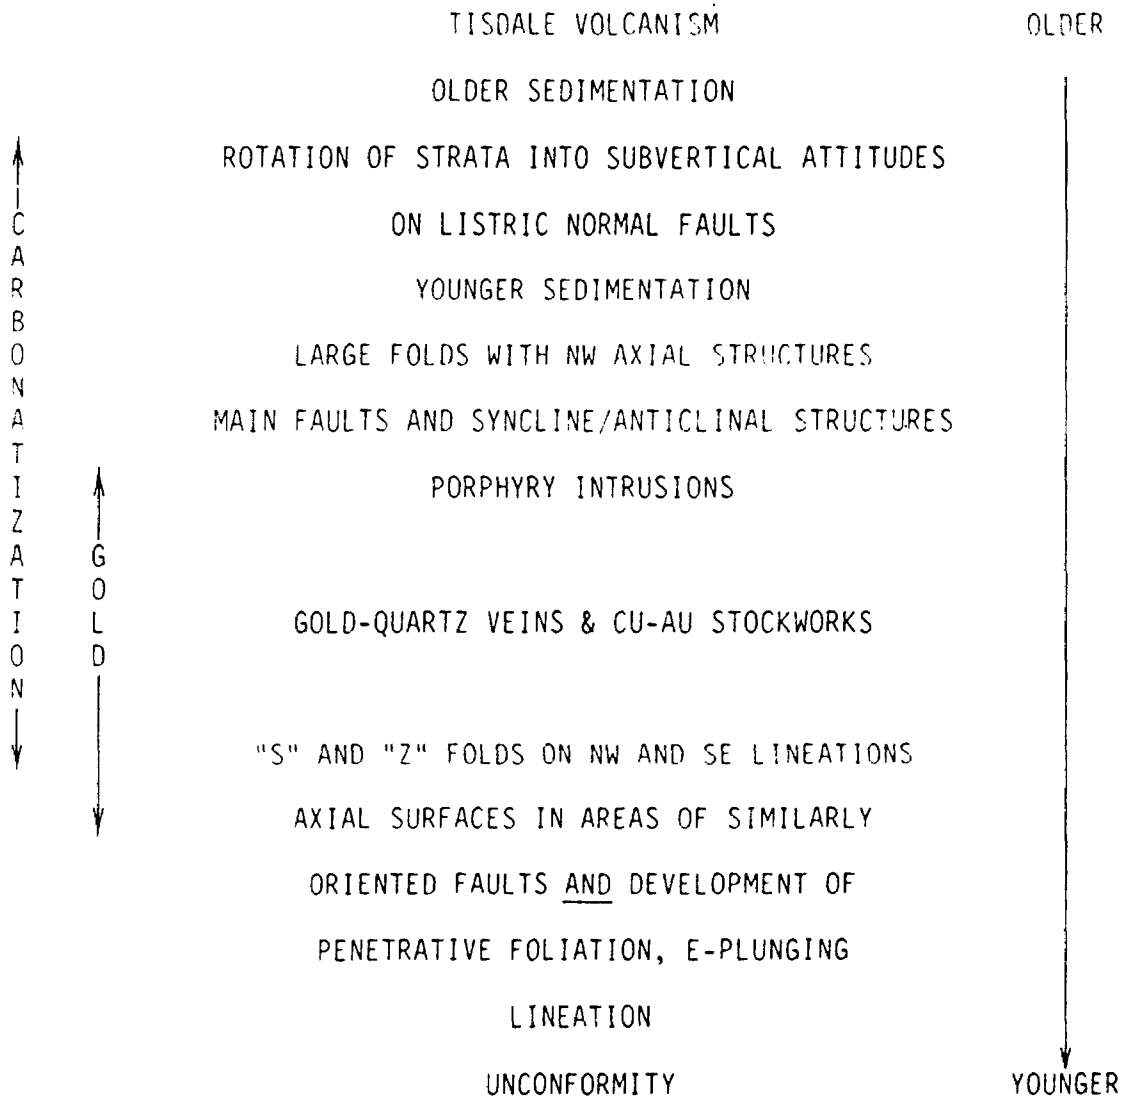 TISDALE VOLCANISM OLDER
OLDER SEDIMENTATION
ROTATION OF STRATA INTO SUBVERTICAL ATTITUDES
ON LISTRIC NORMAL FAULTS
YOUNGER SEDIMENTATION
LARGE FOLDS WITH NW AXIAL STRUCTURES
MAIN FAULTS AND SYNCLINE/ANTICLINAL STRUCTURES
PORPHYRY INTRUSIONS
GOLD-QUARTZ VEINS & CU-AU STOCKWORKS
"S" AND "Z" FOLDS ON NW AND SE LINEATIONS
AXIAL SURFACES IN AREAS OF SIMILARLY
ORIENTED FAULTS AND DEVELOPMENT OF
PENETRATIVE FOLIATION, E-PLUNGING
LINEATION
UNCONFORMITY YOUNGER
CARBONATIZATION
GOLD